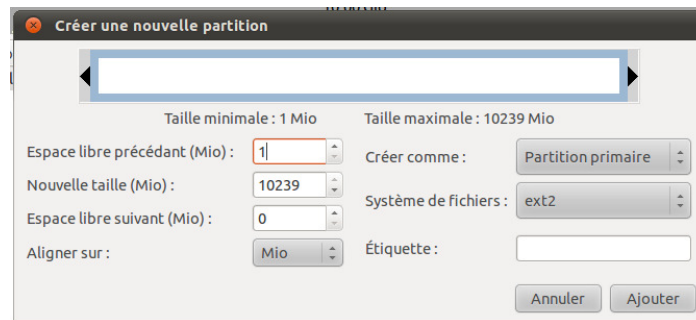 Créer une nouvelle partition
Taille minimale : 1 Mio Taille maximale : 10239 Mio
Espace libre précédant (Mio) : 1 Créer comme : Partition primaire
Nouvelle taille (Mio) : 10239 Système de fichiers : ext2
Espace libre suivant (Mio) : 0
Aligner sur : Mio Étiquette :
Annuler Ajouter